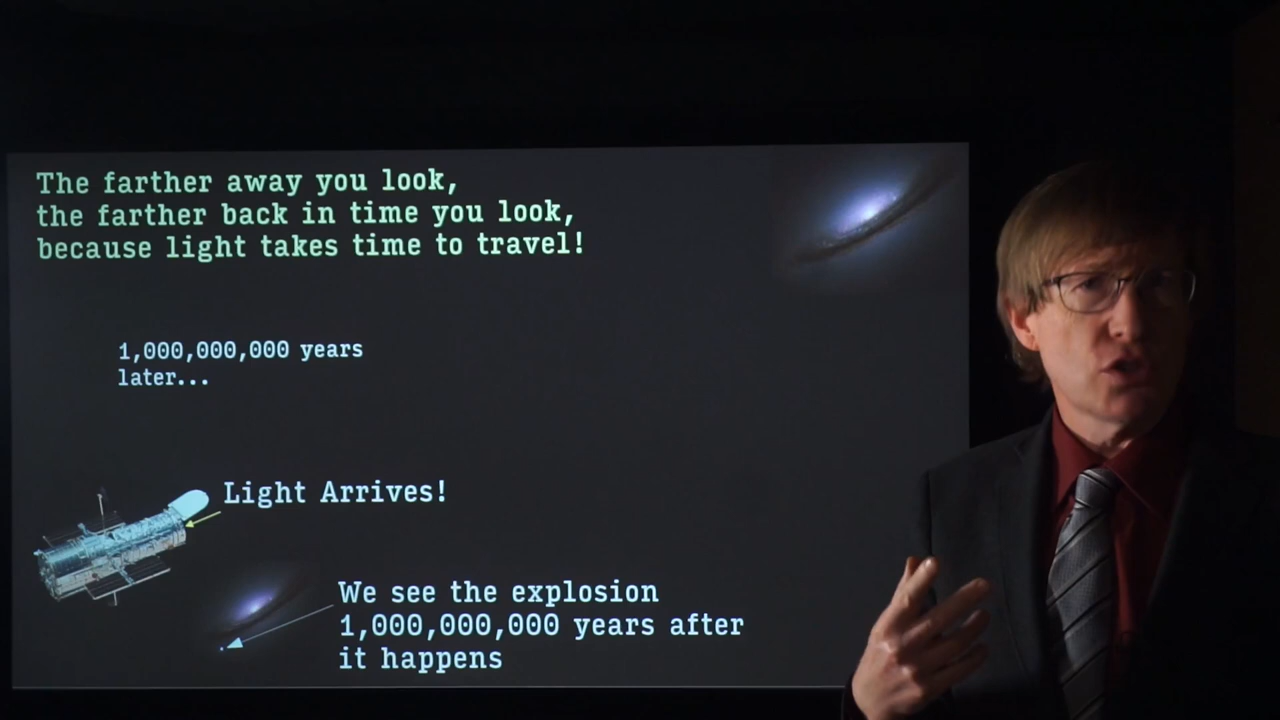 The farther away you look,
the farther back in time you look,
because light takes time to travel!
1,000,000,000 years
later...
Light Arrives!
We see the explosion
1,000,000,000 years after
it happens